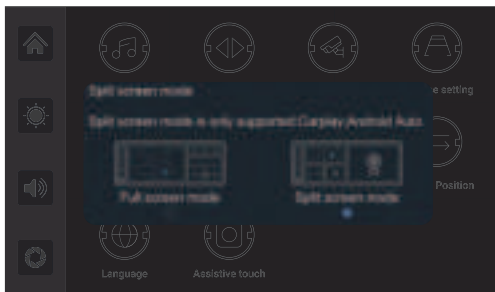 Split screen mode
e setting
Split screen mode is only supported Carplay/Android Auto
Position
Full screen mode
Split screen mode
Language
Assistive touch